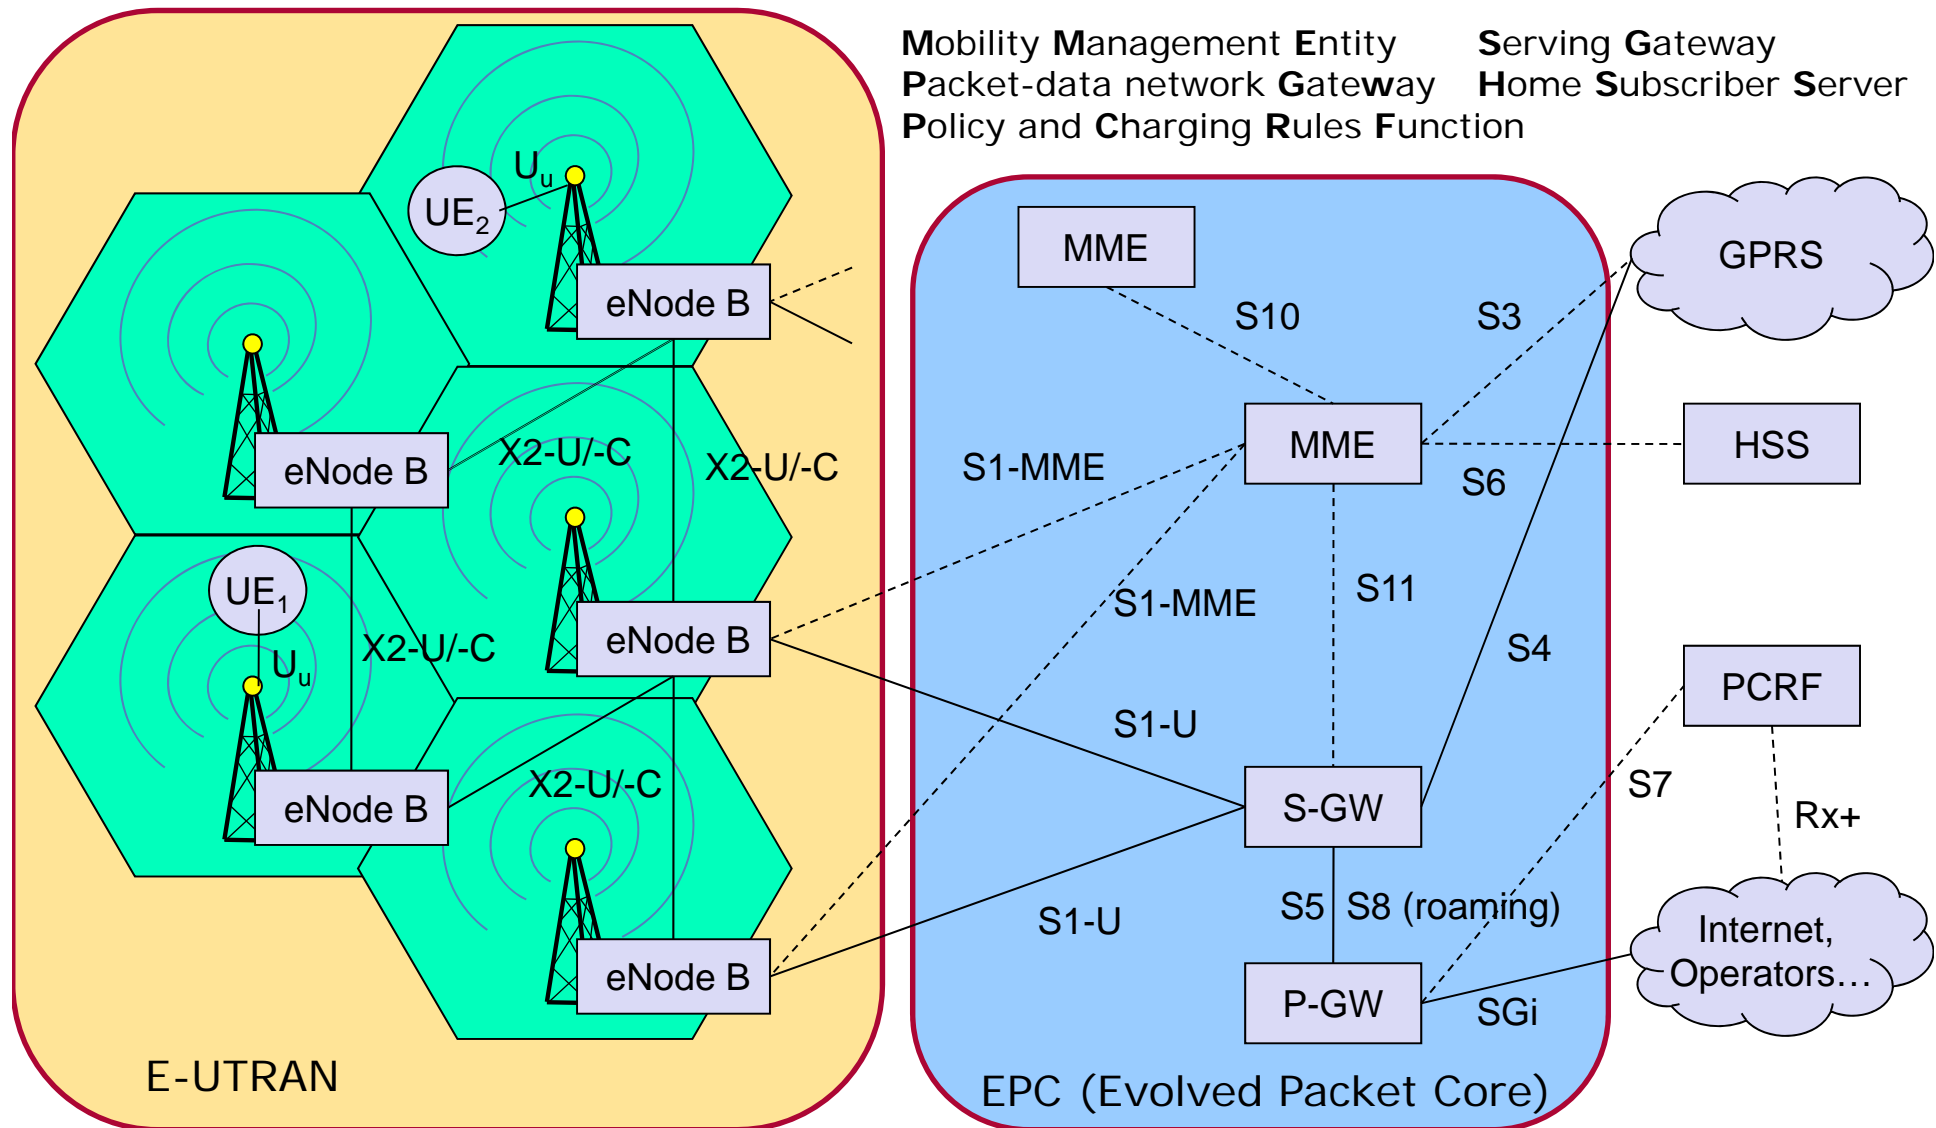 Mobility Management Entity
Serving Gateway
Packet-data network Gateway
Home Subscriber Server
Policy and Charging Rules Function
UE2
Uu
eNode B
eNode B
X2-U/-C
X2-U/-C
UE1
Uu
X2-U/-C
eNode B
eNode B
X2-U/-C
eNode B
E-UTRAN
MME
S10
S3
GPRS
S1-MME
MME
S6
HSS
S1-MME
S11
S4
PCRF
S1-U
S7
S-GW
Rx+
S1-U
S5
S8 (roaming)
Internet,
Operators…
P-GW
SGi
EPC (Evolved Packet Core)